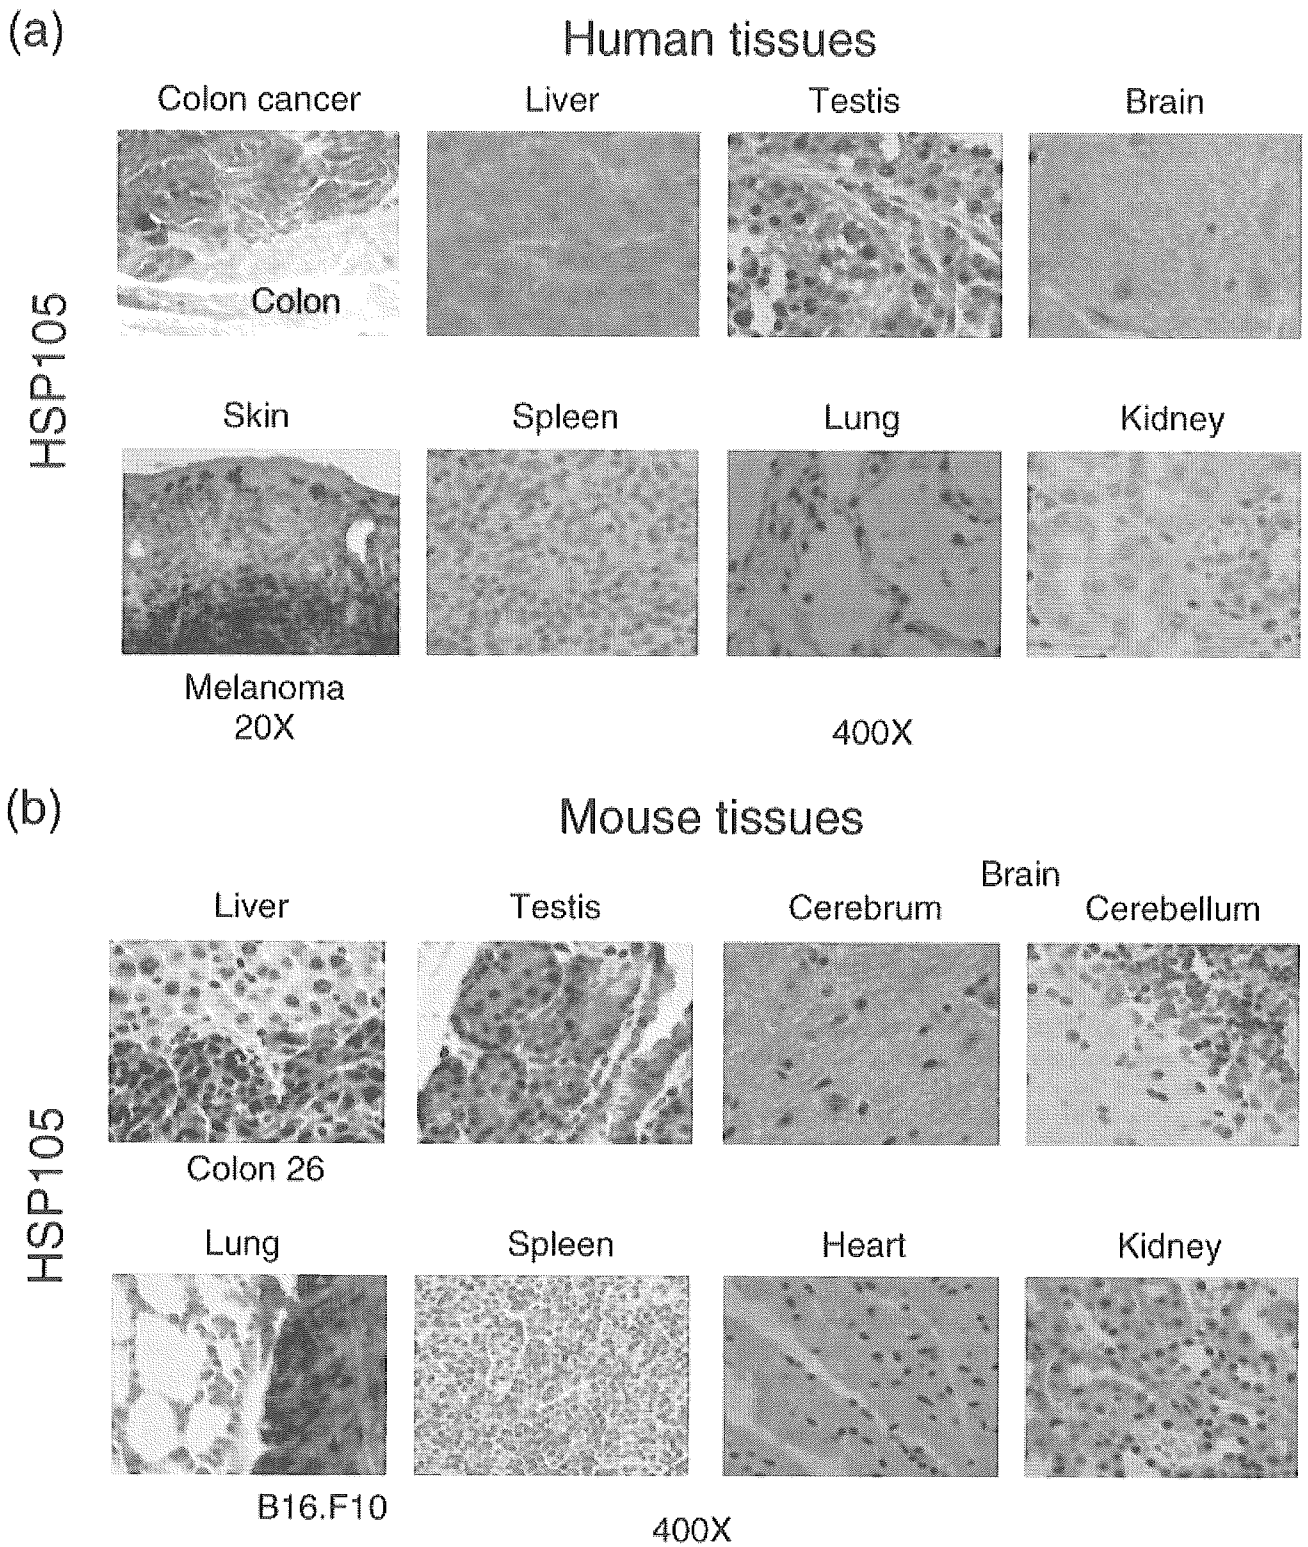 (a)
Human tissues
HSP105
Colon cancer
Liver
Testis
Brain
Colon
Skin
Spleen
Lung
Kidney
Melanoma
20X
400X
(b)
Mouse tissues
HSP105
Brain
Liver
Testis
Cerebrum
Cerebellum
Colon 26
Lung
Spleen
Heart
Kidney
B16.F10
400X